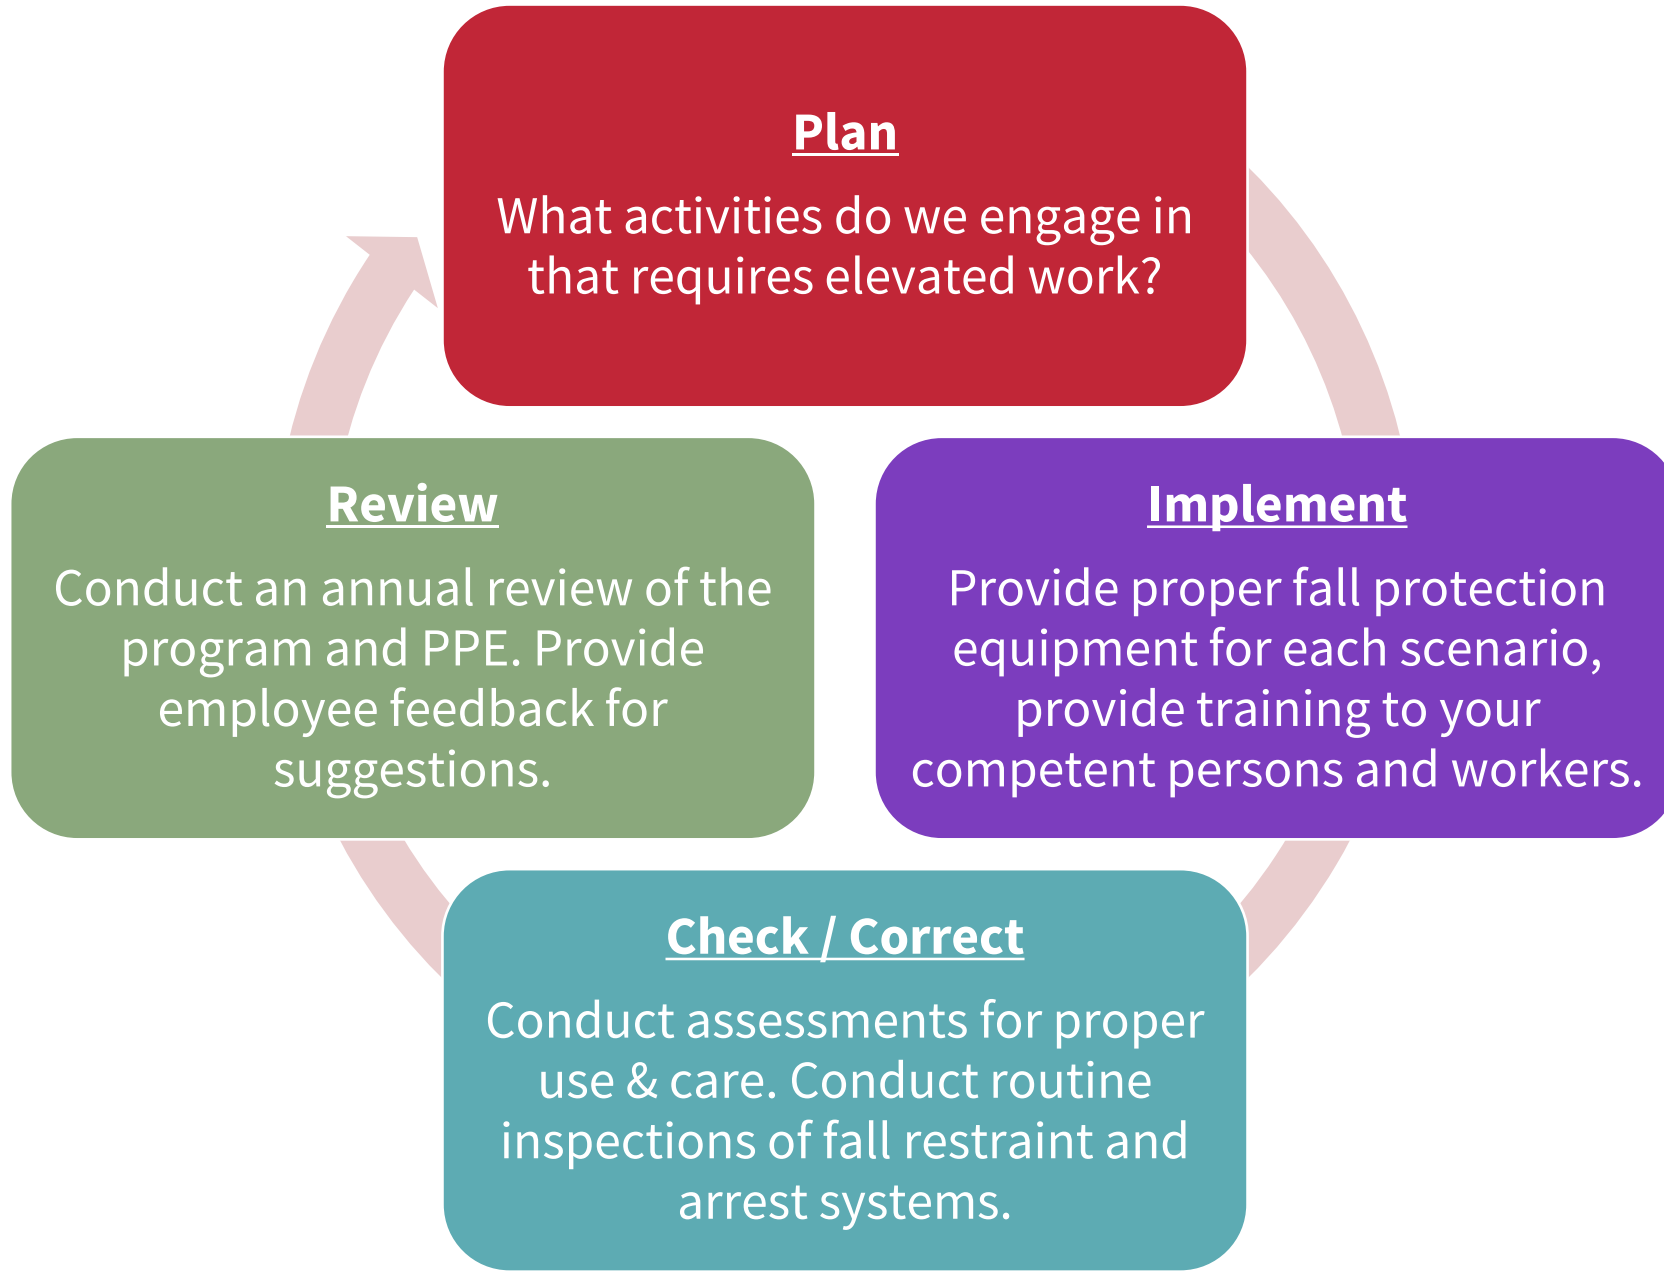 Plan
What activities do we engage in
that requires elevated work?
Implement
Provide proper fall protection
equipment for each scenario,
provide training to your
competent persons and workers.
Check / Correct
Conduct assessments for proper
use & care. Conduct routine
inspections of fall restraint and
arrest systems.
Review
Conduct an annual review of the
program and PPE. Provide
employee feedback for
suggestions.